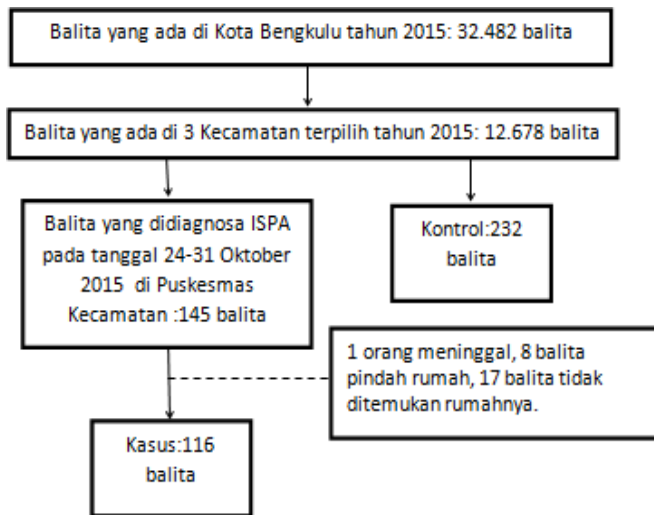 Balita yang ada di Kota Bengkulu tahun 2015: 32.482 balita
Balita yang ada di 3 Kecamatan terpilih tahun 2015: 12.678 balita
Balita yang didiagnosa ISPA
pada tanggal 24-31 Oktober
2015 di Puskesmas
Kecamatan :145 balita
Kontrol:232
balita
1 orang meninggal, 8 balita
pindah rumah, 17 balita tidak
ditemukan rumahnya.
Kasus:116
balita